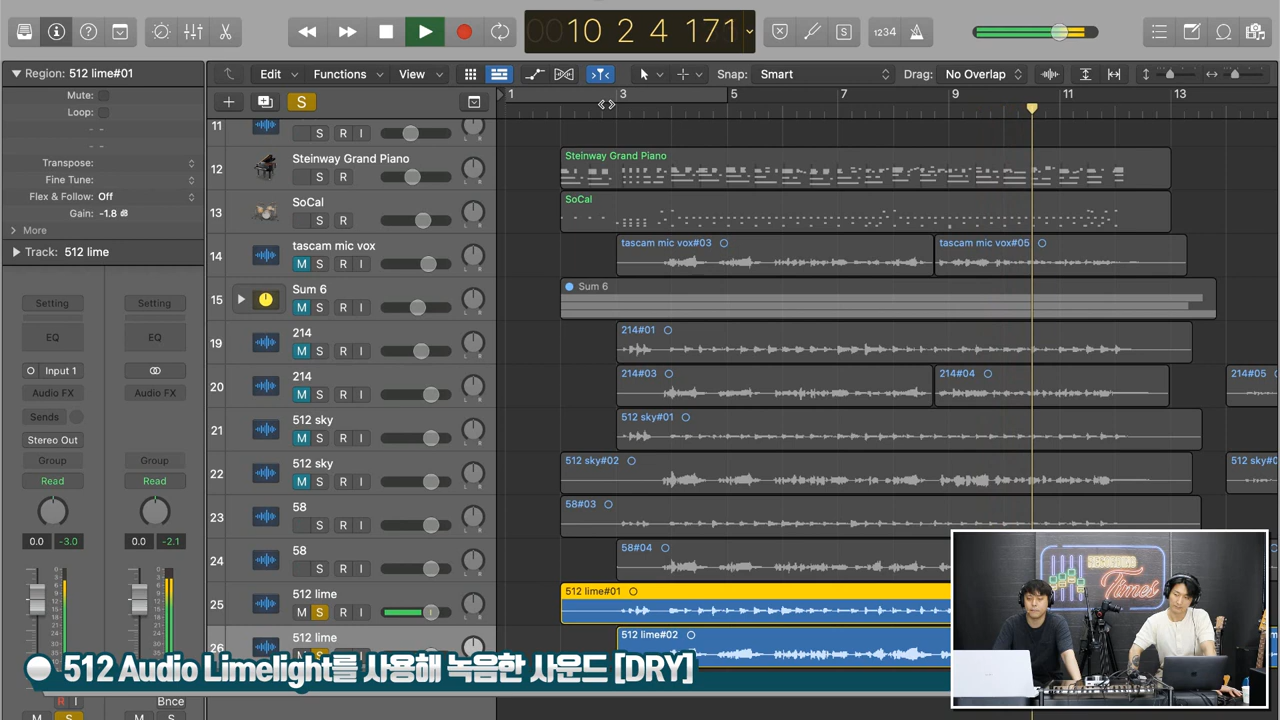 10 2 4 171
1234
Region: 512 lime#01
Mute:
Loop:
Transpose:
Fine Tune:
Flex & Follow: Off
Gain: -1.8 dB
More
Track: 512 lime
Edit
Functions
View
Snap: Smart
Drag: No Overlap
S
1 3 5 7 9 11 13
11
S R I
12
Steinway Grand Piano
S R
Steinway Grand Piano
13
SoCal
S R
SoCal
14
tascam mic vox
M S R I
tascam mic vox#03
tascam mic vox#05
15
Sum 6
M S R I
Sum 6
19
214
M S R I
214#01
20
214
M S R I
214#03
214#04
214#05
21
512 sky
M S R I
512 sky#01
22
512 sky
M S R I
512 sky#02
512 sky#0
23
58
S R I
58#03
24
58
S R I
58#04
25
512 lime
M S R I
512 lime#01
26
512 lime
512 lime#02
Setting Setting
EQ EQ
Input 1
Audio FX Audio FX
Sends
Stereo Out
Group Group
Read Read
0.0 -3.0 0.0 -2.1
R I
Bnce
M S M S
RECORDING
Times
512 Audio Limelight를 사용해 녹음한 사운드 [DRY]